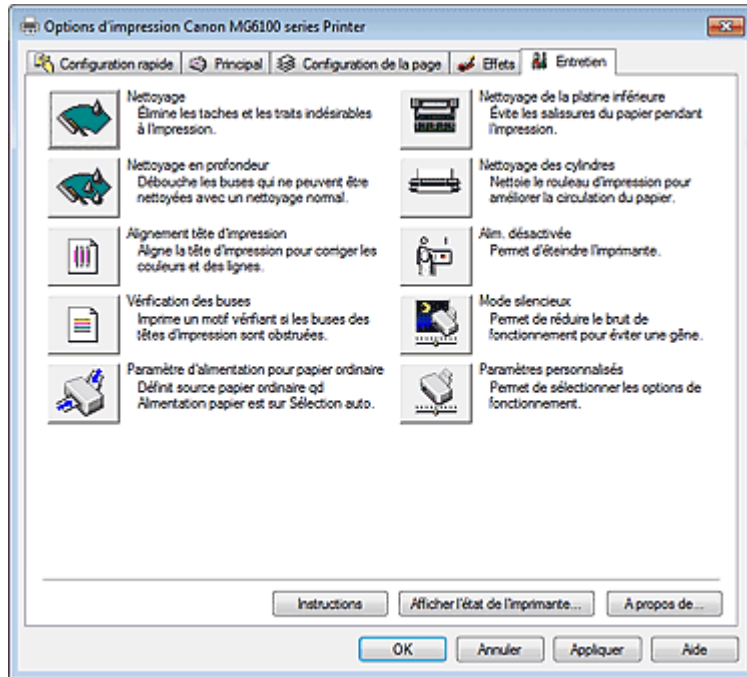 Options d'impression Canon MG6100 series Printer
Configuration rapide
Principal
Configuration de la page
Effets
Entretien
Nettoyage
Élimine les taches et les traits indésirables
à l'impression.
Nettoyage en profondeur
Débouche les buses qui ne peuvent être
nettoyées avec un nettoyage normal.
Alignement tête d'impression
Aligne la tête d'impression pour corriger les
couleurs et des lignes.
Vérification des buses
Imprime un motif vérifiant si les buses des
têtes d'impression sont obstruées.
Paramètre d'alimentation pour papier ordinaire
Définit source papier ordinaire qd
Alimentation papier est sur Sélection auto.
Nettoyage de la platine inférieure
Évite les salissures du papier pendant
l'impression.
Nettoyage des cylindres
Nettoie le rouleau d'impression pour
améliorer la circulation du papier.
Alim. désactivée
Permet d'éteindre l'imprimante.
Mode silencieux
Permet de réduire le bruit de
fonctionnement pour éviter une gêne.
Paramètres personnalisés
Permet de sélectionner les options de
fonctionnement.
Instructions
Afficher l'état de l'imprimante...
A propos de...
OK
Annuler
Appliquer
Aide